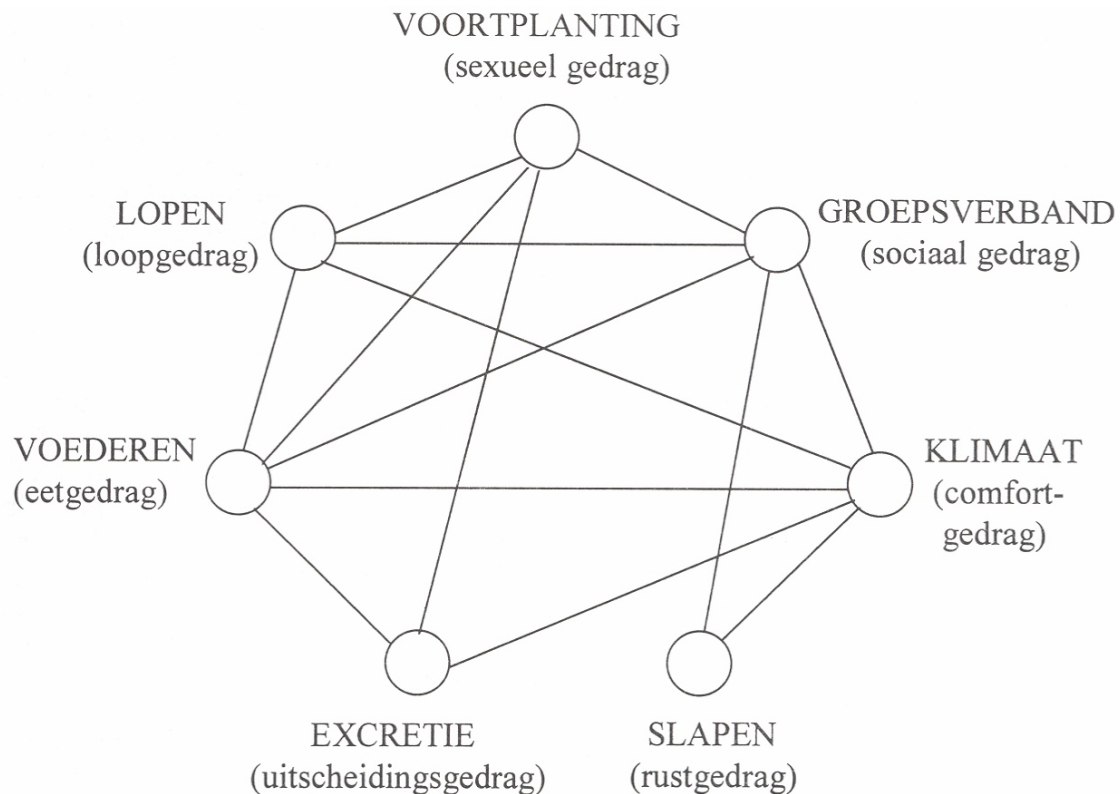 VOORTPLANTING
(sexueel gedrag)
LOPEN
(loopgedrag)
GROEPSVERBAND
(sociaal gedrag)
VOEDEREN
(eetgedrag)
KLIMAAT
(comfort-
gedrag)
EXCRETIE
(uitscheidingsgedrag)
SLAPEN
(rustgedrag)